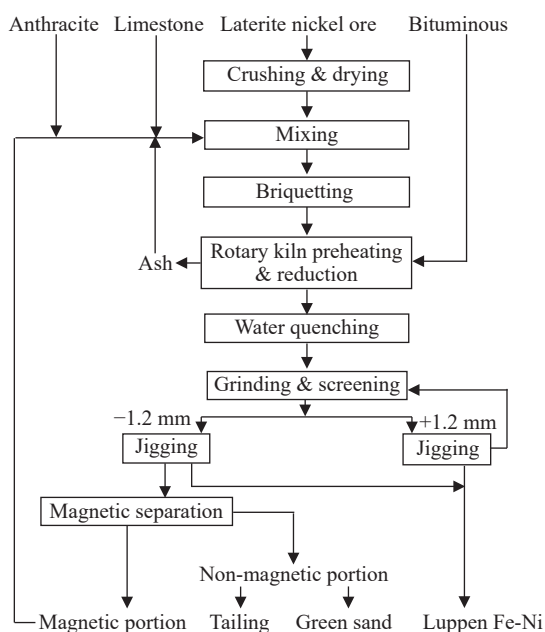 Anthracite Limestone Laterite nickel ore Bituminous
Crushing & drying
Mixing
Briquetting
Rotary kiln preheating
& reduction
Ash
Water quenching
Grinding & screening
−1.2 mm
+1.2 mm
Jigging
Jigging
Magnetic separation
Non-magnetic portion
Magnetic portion Tailing Green sand Luppen Fe-Ni